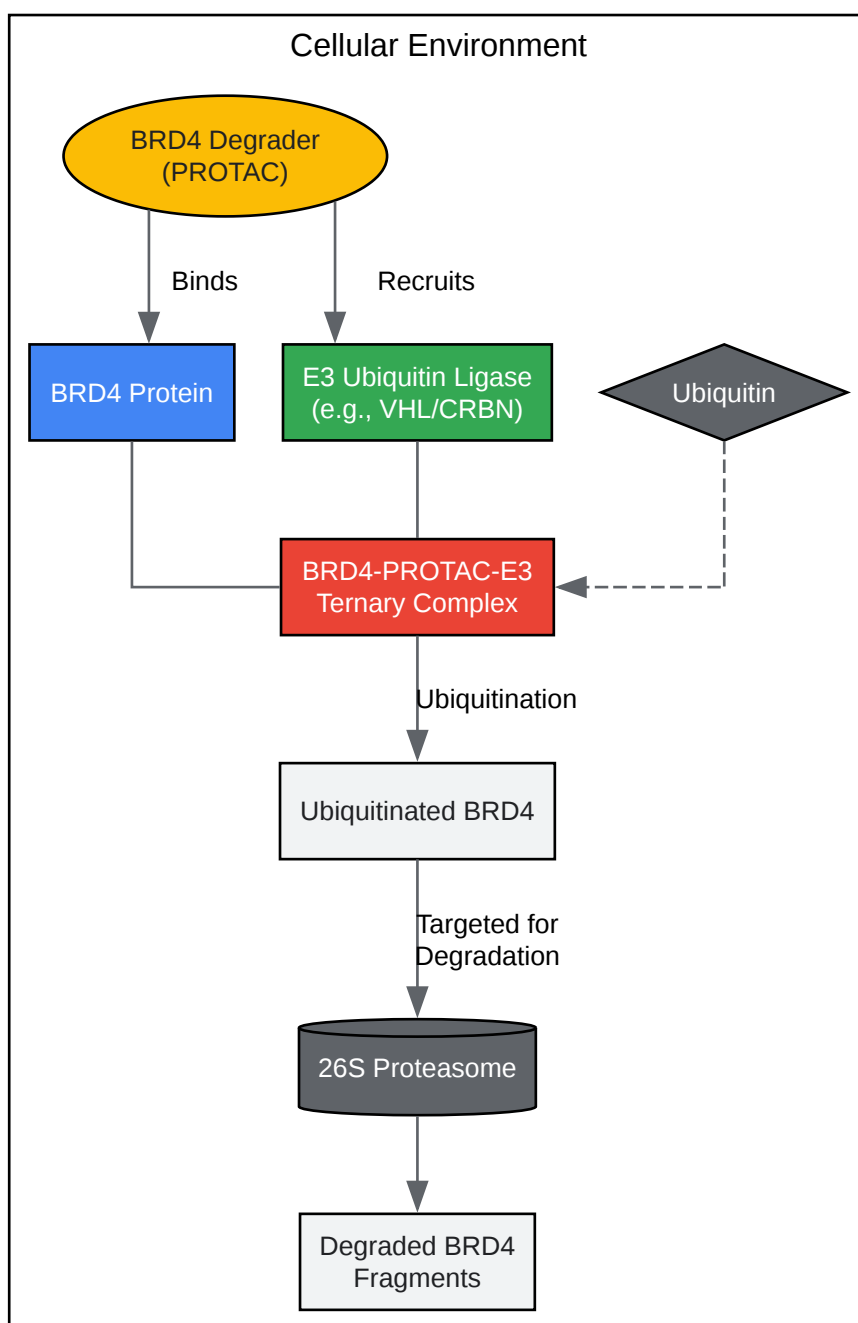 Cellular Environment
BRD4 Degrader
(PROTAC)
Binds
Recruits
BRD4 Protein
E3 Ubiquitin Ligase
(e.g., VHL/CRBN)
Ubiquitin
BRD4-PROTAC-E3
Ternary Complex
Ubiquitination
Ubiquitinated BRD4
Targeted for
Degradation
26S Proteasome
Degraded BRD4
Fragments